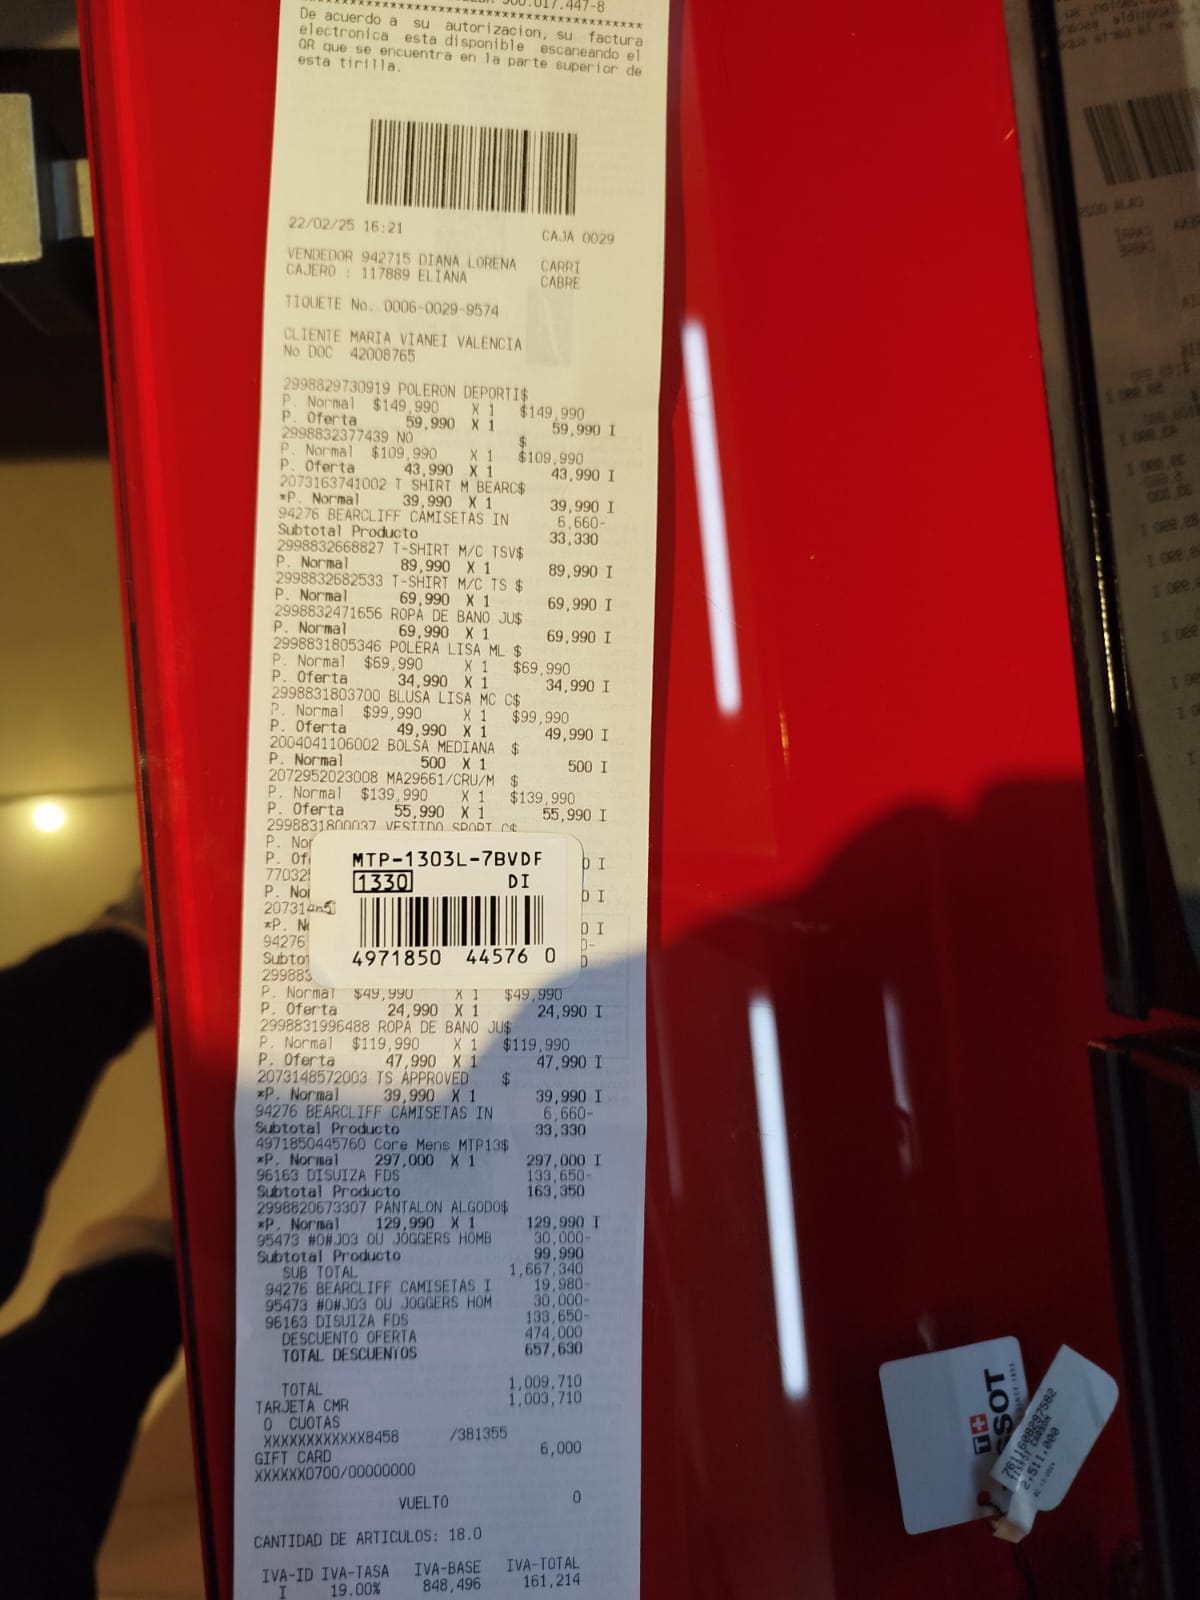 900.017.447-8
****************************************
De acuerdo a su autorizacion, su factura
electronica esta disponible escaneando el
QR que se encuentra en la parte superior de
esta tirilla.
22/02/25 16:21 CAJA 0029
VENDEDOR 942715 DIANA LORENA CARRI
CAJERO : 117889 ELIANA CABRE
TIQUETE No. 0006-0029-9574
CLIENTE MARIA VIANEI VALENCIA
No DOC 42008765
2998829730919 POLERON DEPORTI$
P. Normal $149,990 X 1 $149,990
P. Oferta 59,990 X 1 59,990 I
2998832377439 NO $
P. Normal $109,990 X 1 $109,990
P. Oferta 43,990 X 1 43,990 I
2073163741002 T SHIRT M BEARC$
*P. Normal 39,990 X 1 39,990 I
94276 BEARCLIFF CAMISETAS IN 6,660-
Subtotal Producto 33,330
2998832668827 T-SHIRT M/C TSV$
P. Normal 89,990 X 1 89,990 I
2998832682533 T-SHIRT M/C TS $
P. Normal 69,990 X 1 69,990 I
2998832471656 ROPA DE BANO JU$
P. Normal 69,990 X 1 69,990 I
2998831805346 POLERA LISA ML $
P. Normal $69,990 X 1 $69,990
P. Oferta 34,990 X 1 34,990 I
2998831803700 BLUSA LISA MC C$
P. Normal $99,990 X 1 $99,990
P. Oferta 49,990 X 1 49,990 I
2004041106002 BOLSA MEDIANA $
P. Normal 500 X 1 500 I
2072952023008 MA29661/CRU/M $
P. Normal $139,990 X 1 $139,990
P. Oferta 55,990 X 1 55,990 I
2998831800037 VESTIDO SPORT C$
MTP-1303L-7BVDF
1330 DI
4971850 44576 0
P. Normal $49,990 X 1 $49,990
P. Oferta 24,990 X 1 24,990 I
2998831996488 ROPA DE BANO JU$
P. Normal $119,990 X 1 $119,990
P. Oferta 47,990 X 1 47,990 I
2073148572003 TS APPROVED $
*P. Normal 39,990 X 1 39,990 I
94276 BEARCLIFF CAMISETAS IN 6,660-
Subtotal Producto 33,330
4971850445760 Core Mens MTP13$
*P. Normal 297,000 X 1 297,000 I
96163 DISUIZA FDS 133,650-
Subtotal Producto 163,350
2998820673307 PANTALON ALGODO$
*P. Normal 129,990 X 1 129,990 I
95473 #O#J03 OU JOGGERS HOMB 30,000-
Subtotal Producto 99,990
SUB TOTAL 1,667,340
94276 BEARCLIFF CAMISETAS I 19,980-
95473 #O#J03 OU JOGGERS HOM 30,000-
96163 DISUIZA FDS 133,650-
DESCUENTO OFERTA 474,000
TOTAL DESCUENTOS 657,630
TOTAL 1,009,710
TARJETA CMR 1,003,710
0 CUOTAS
XXXXXXXXXXXX8458 /381355
GIFT CARD 6,000
XXXXXX0700/00000000
VUELTO 0
CANTIDAD DE ARTICULOS: 18.0
IVA-ID IVA-TASA IVA-BASE IVA-TOTAL
I 19.00% 848,496 161,214
2,511,000